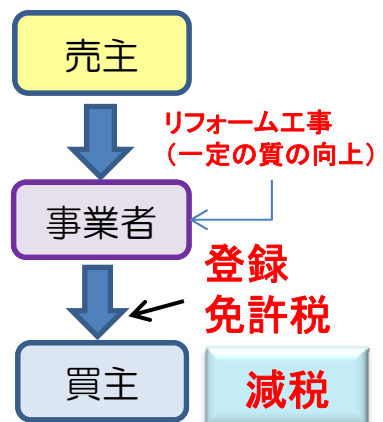 売主
リフォーム工事
（一定の質の向上）
事業者
登録
免許税
買主
減税